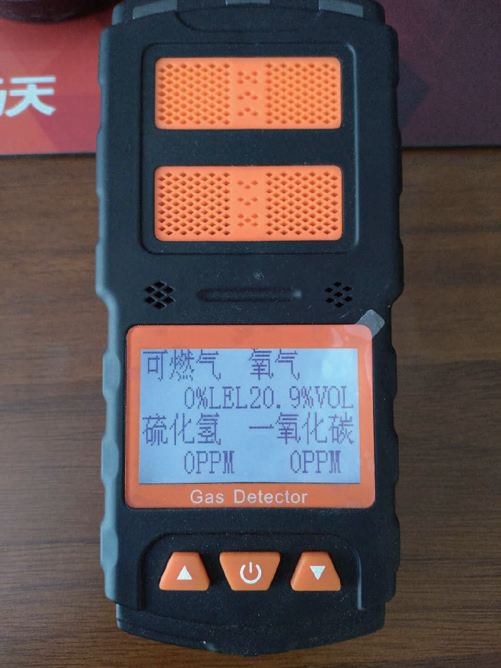 天
可燃气 氧气
0%LEL20.9%VOL
硫化氢 一氧化碳
0PPM 0PPM
Gas Detector